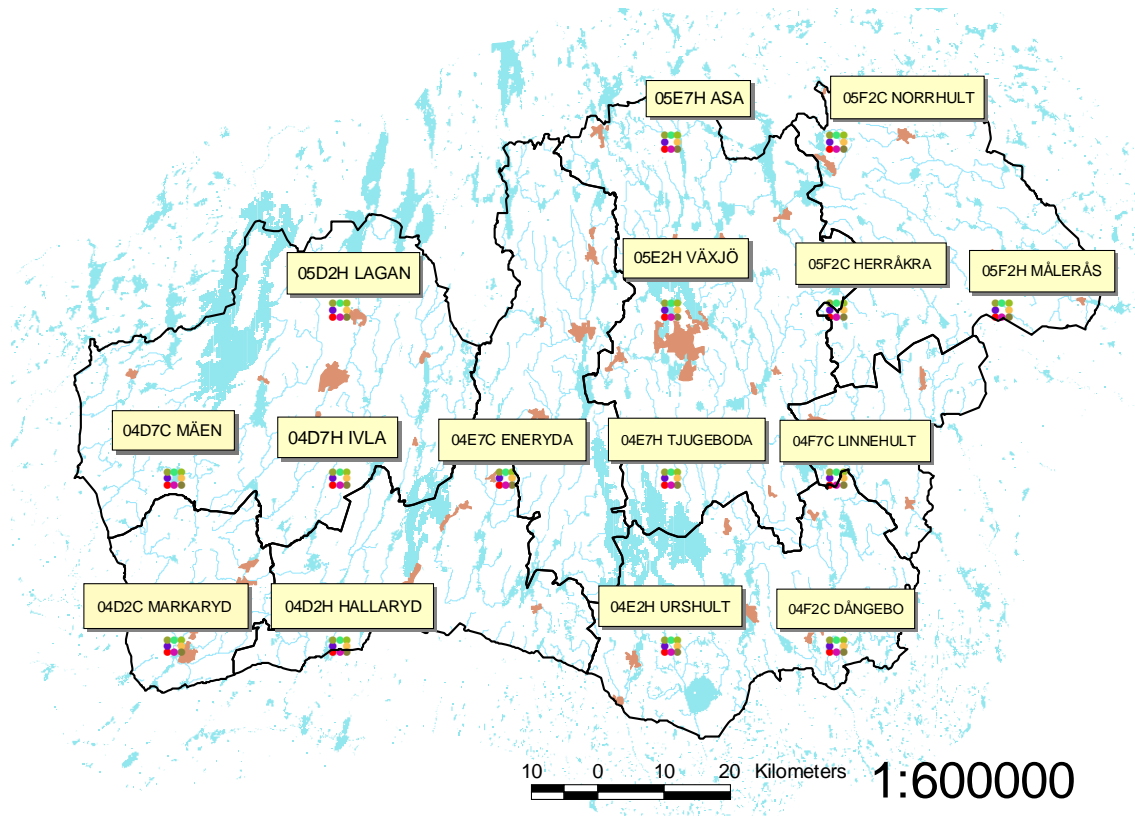 05E7H ASA
05F2C NORRHULT
05D2H LAGAN
05E2H VÄXJÖ
05F2C HERRÅKRA
05F2H MÅLERÅS
04D7C MÄEN
04D7H IVLA
04E7C ENERYDA
04E7H TJUGEBODA
04F7C LINNEHULT
04D2C MARKARYD
04D2H HALLARYD
04E2H URSHULT
04F2C DÅNGEBO
10 0 10 20 Kilometers
1:600000